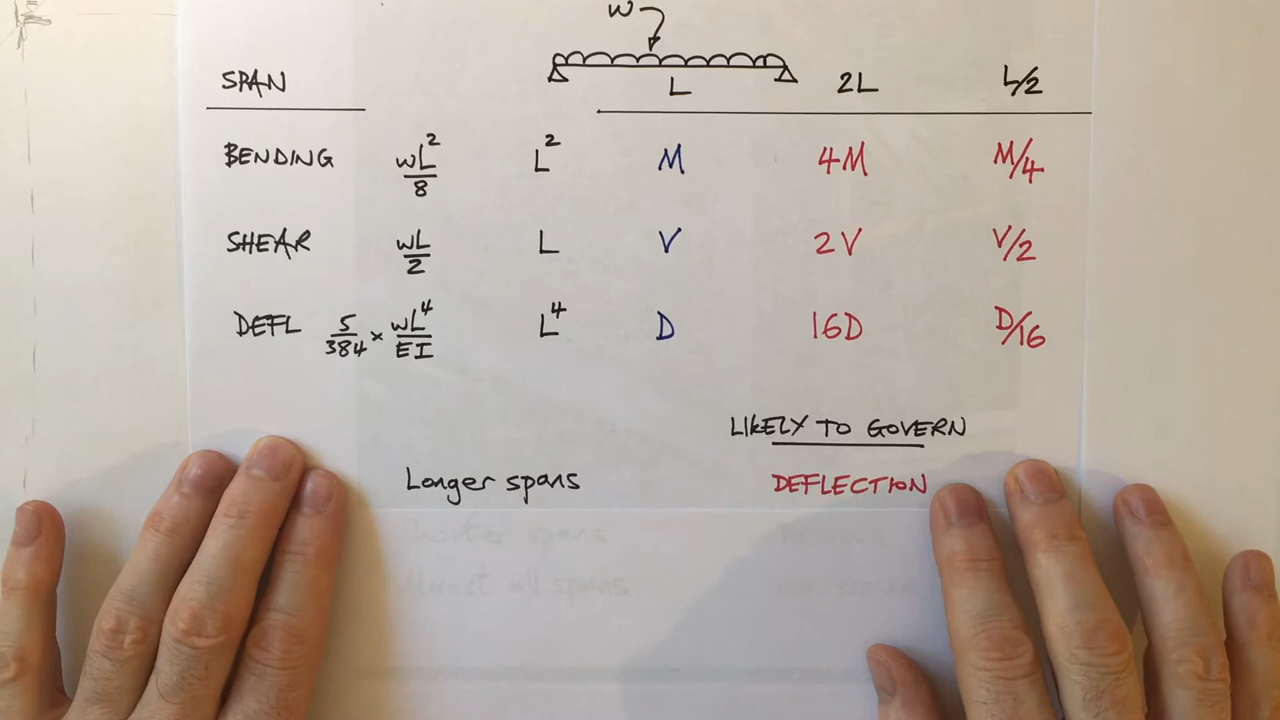 w
SPAN L 2L L/2
BENDING wL²/8 L² M 4M M/4
SHEAR wL/2 L V 2V V/2
DEFL 5/384 × wL⁴/EI L⁴ D 16D D/16
LIKELY TO GOVERN
Longer spans DEFLECTION